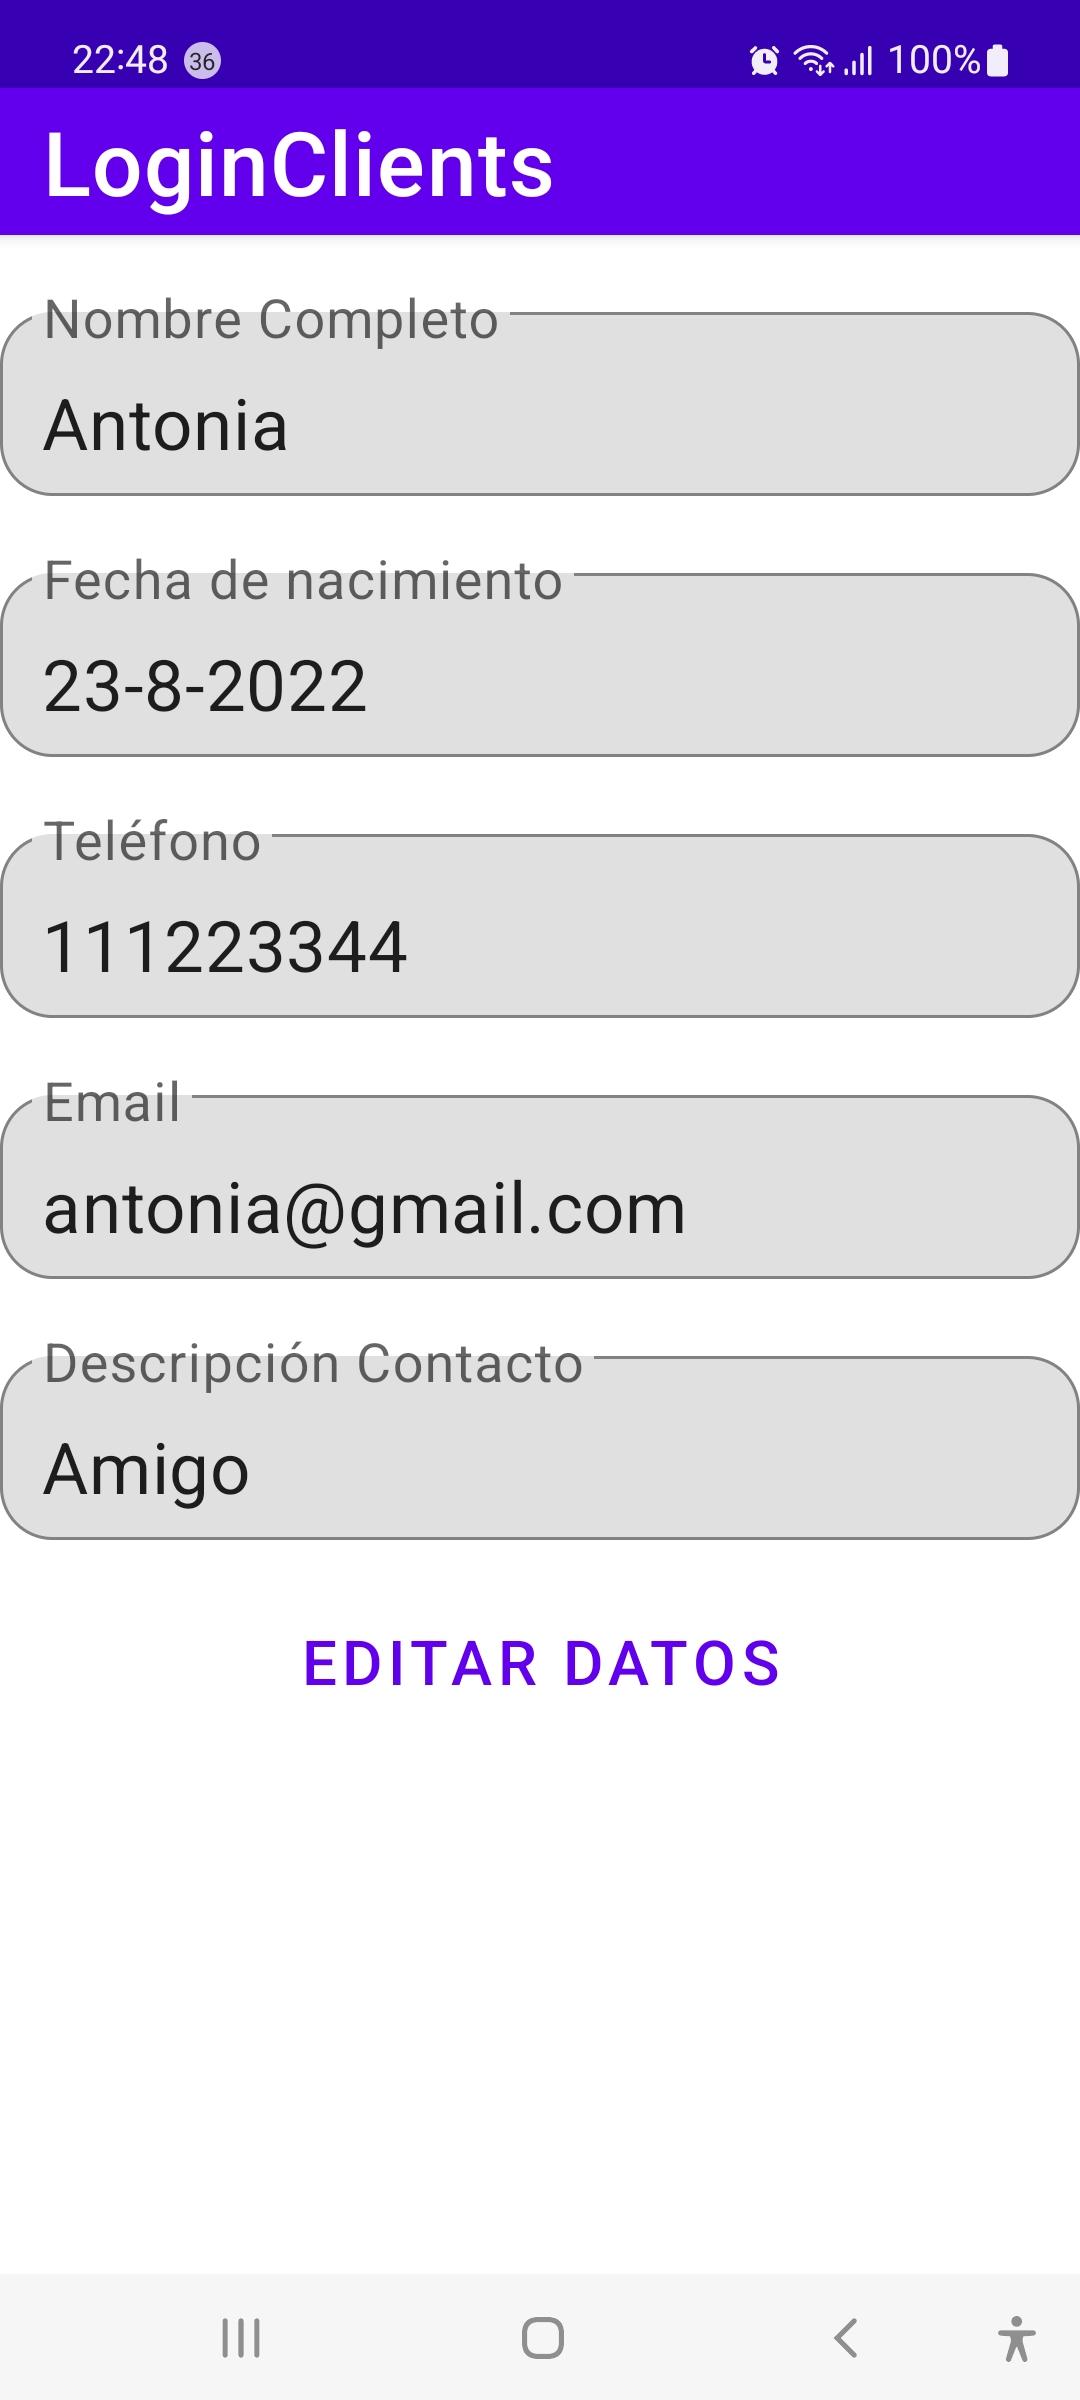 22:48 36 100%
LoginClients
Nombre Completo
Antonia
Fecha de nacimiento
23-8-2022
Teléfono
111223344
Email
antonia@gmail.com
Descripción Contacto
Amigo
EDITAR DATOS